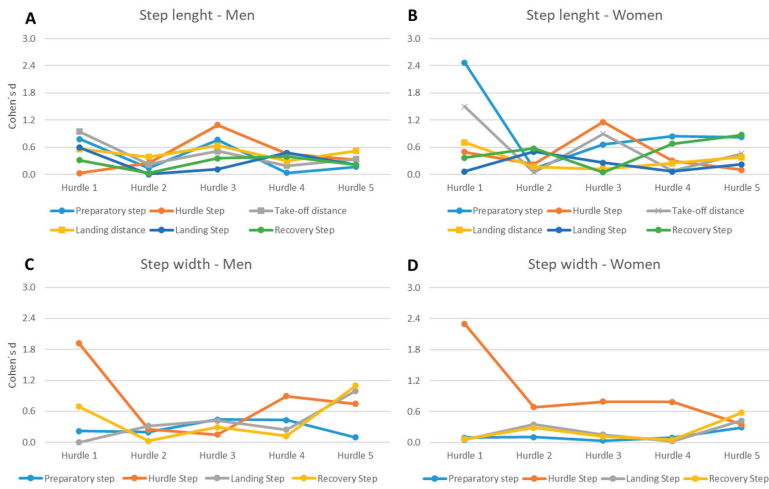 A
Step lenght - Men
Cohen´s d
3.0
2.4
1.8
1.2
0.6
0.0
Hurdle 1 Hurdle 2 Hurdle 3 Hurdle 4 Hurdle 5
Preparatory step Hurdle Step Take-off distance
Landing distance Landing Step Recovery Step
B
Step lenght - Women
3.0
2.4
1.8
1.2
0.6
0.0
Hurdle 1 Hurdle 2 Hurdle 3 Hurdle 4 Hurdle 5
Preparatory step Hurdle Step Take-off distance
Landing distance Landing Step Recovery Step
C
Step width - Men
Cohen´s d
3.0
2.4
1.8
1.2
0.6
0.0
Hurdle 1 Hurdle 2 Hurdle 3 Hurdle 4 Hurdle 5
Preparatory step Hurdle Step Landing Step Recovery Step
D
Step width - Women
3.0
2.4
1.8
1.2
0.6
0.0
Hurdle 1 Hurdle 2 Hurdle 3 Hurdle 4 Hurdle 5
Preparatory step Hurdle Step Landing Step Recovery Step